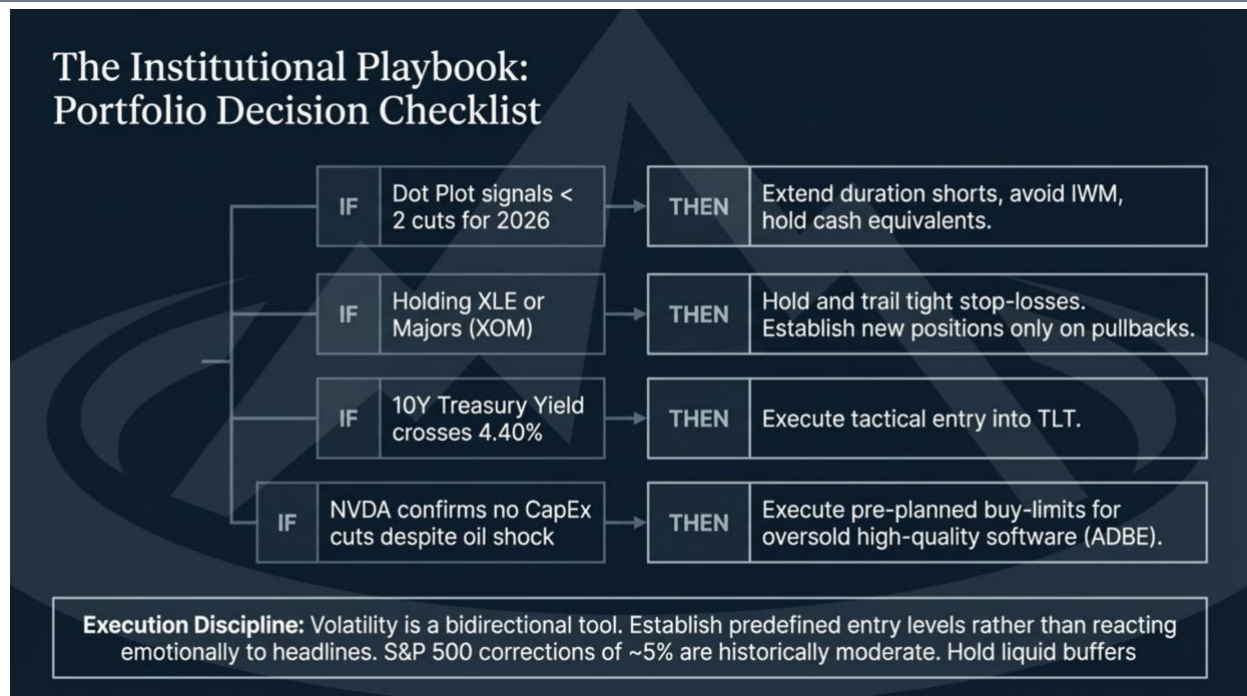 The Institutional Playbook:
Portfolio Decision Checklist
IF
Dot Plot signals <
2 cuts for 2026
THEN
Extend duration shorts, avoid IWM,
hold cash equivalents.
IF
Holding XLE or
Majors (XOM)
THEN
Hold and trail tight stop-losses.
Establish new positions only on pullbacks.
IF
10Y Treasury Yield
crosses 4.40%
THEN
Execute tactical entry into TLT.
IF
NVDA confirms no CapEx
cuts despite oil shock
THEN
Execute pre-planned buy-limits for
oversold high-quality software (ADBE).
Execution Discipline: Volatility is a bidirectional tool. Establish predefined entry levels rather than reacting
emotionally to headlines. S&P 500 corrections of ~5% are historically moderate. Hold liquid buffers